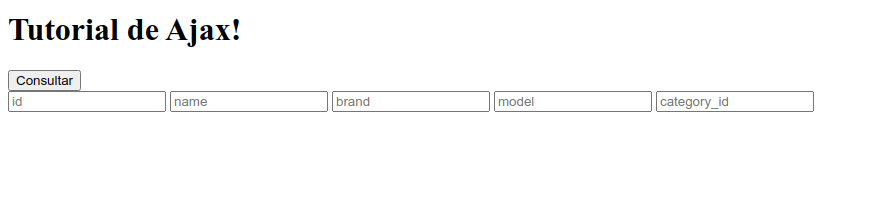 Tutorial de Ajax!
Consultar
id name brand model category_id